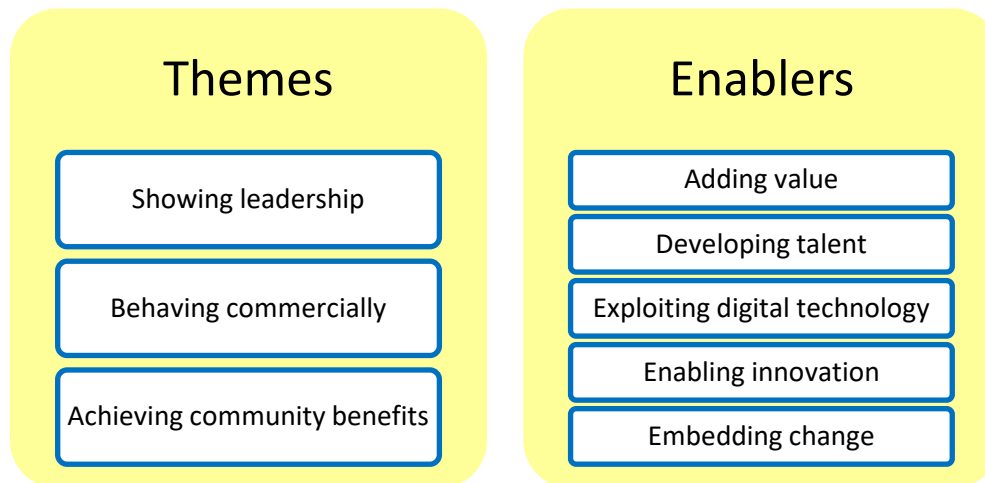 Themes
Showing leadership
Behaving commercially
Achieving community benefits
Enablers
Adding value
Developing talent
Exploiting digital technology
Enabling innovation
Embedding change